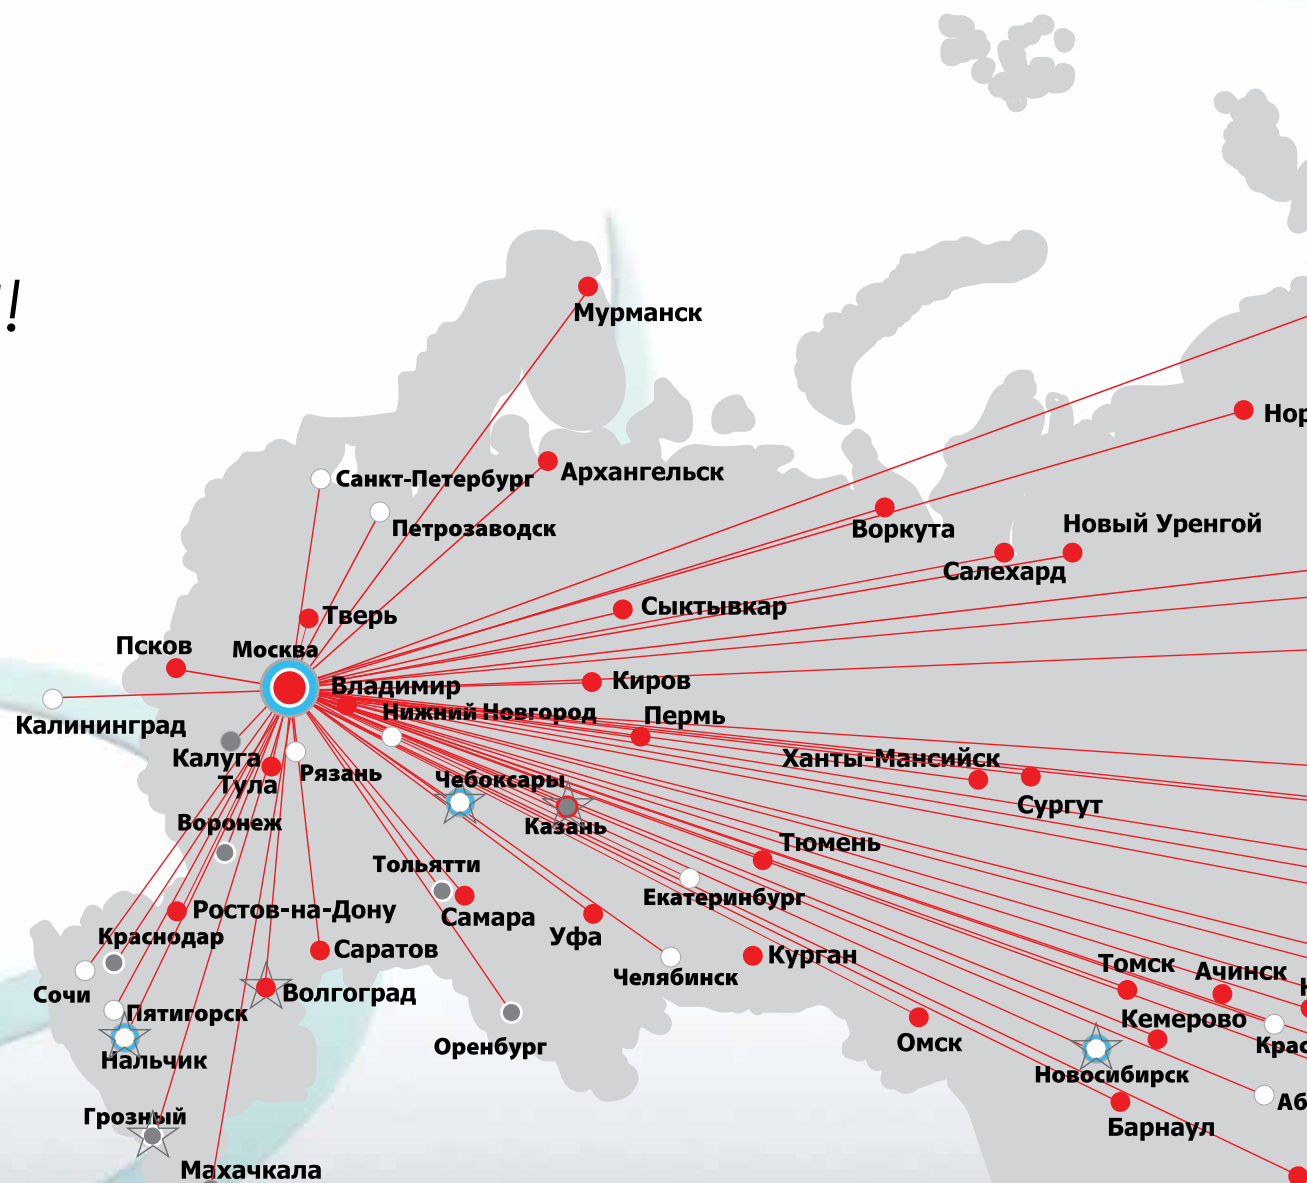 !
Мурманск
Нор
Санкт-Петербург
Архангельск
Петрозаводск
Воркута
Новый Уренгой
Салехард
Сыктывкар
Тверь
Псков
Москва
Владимир
Киров
Нижний Новгород
Пермь
Калининград
Калуга
Рязань
Тула
Чебоксары
Ханты-Мансийск
Сургут
Воронеж
Казань
Тюмень
Тольятти
Екатеринбург
Самара
Ростов-на-Дону
Краснодар
Уфа
Саратов
Курган
Челябинск
Томск
Ачинск
Сочи
Волгоград
Пятигорск
Кемерово
Омск
Оренбург
Крас
Нальчик
Новосибирск
Аб
Барнаул
Грозный
Махачкала